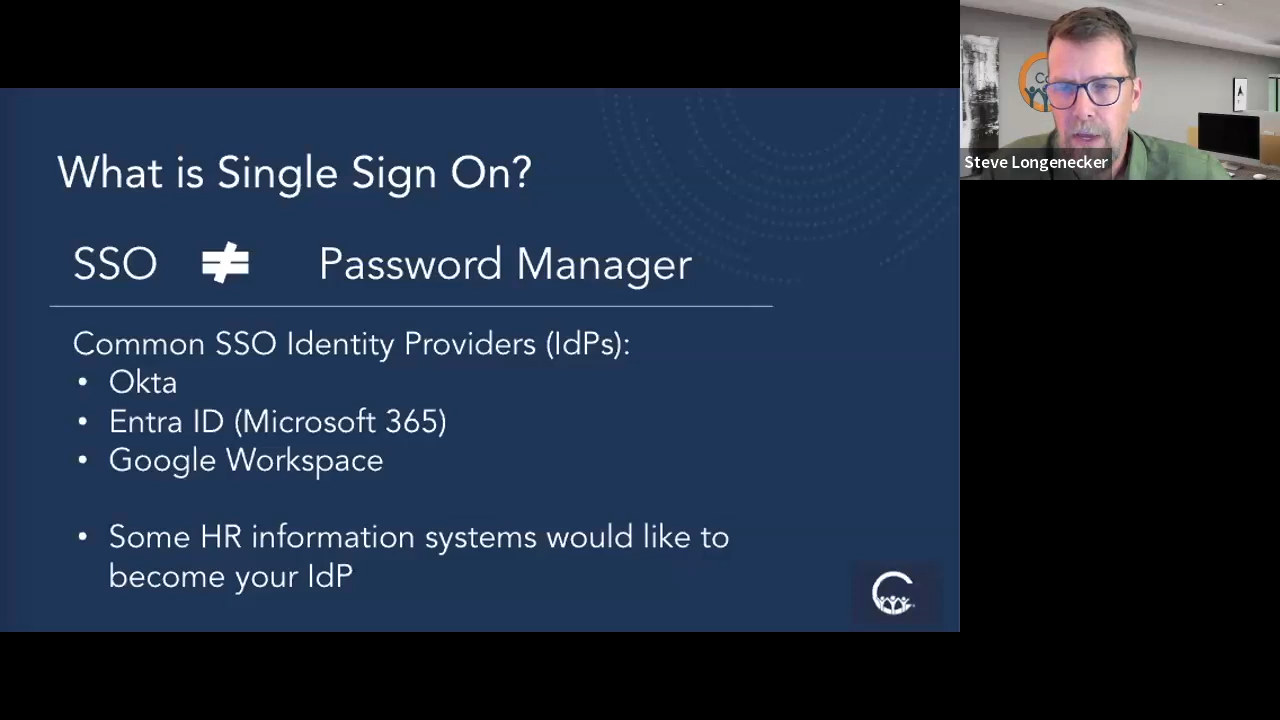 What is Single Sign On?
SSO ≠ Password Manager
Common SSO Identity Providers (IdPs):
• Okta
• Entra ID (Microsoft 365)
• Google Workspace
• Some HR information systems would like to
become your IdP
Steve Longenecker